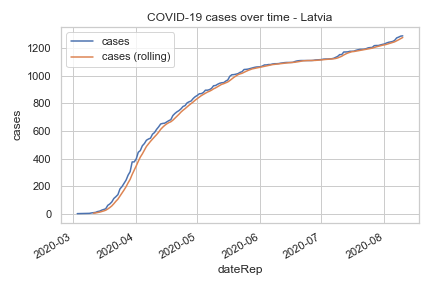 COVID-19 cases over time - Latvia
cases
cases (rolling)
1200
1000
800
600
400
200
0
cases
2020-03
2020-04
2020-05
2020-06
2020-07
2020-08
dateRep